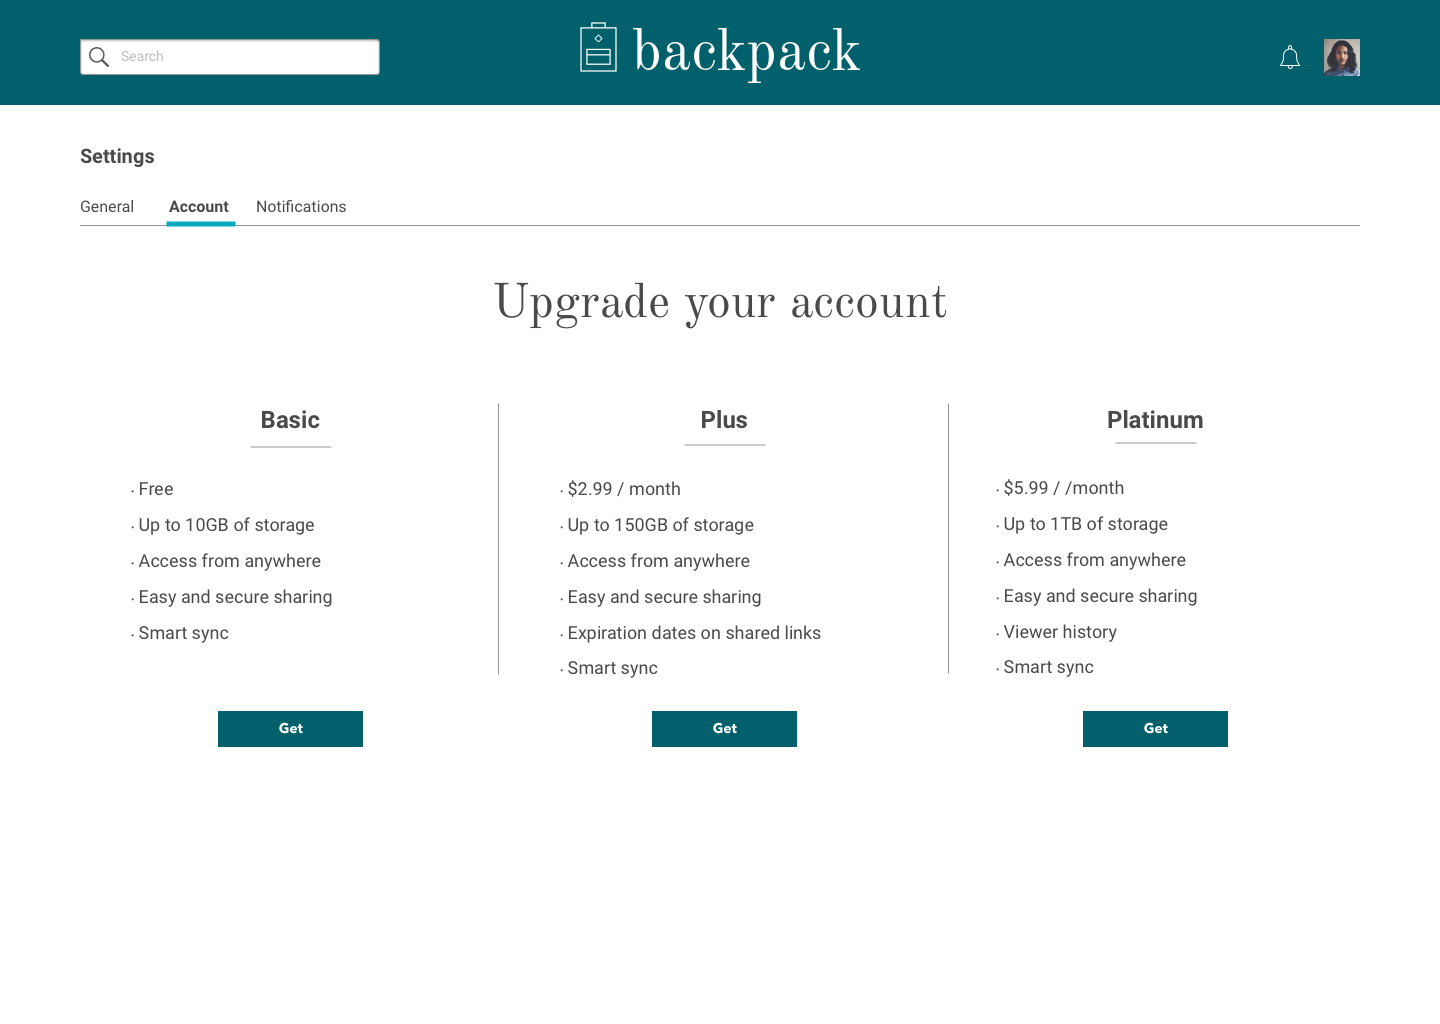 Search
backpack
Settings
General
Account
Notifications
Upgrade your account
Basic
· Free
· Up to 10GB of storage
· Access from anywhere
· Easy and secure sharing
· Smart sync
Get
Plus
· $2.99 / month
· Up to 150GB of storage
· Access from anywhere
· Easy and secure sharing
· Expiration dates on shared links
· Smart sync
Get
Platinum
· $5.99 / /month
· Up to 1TB of storage
· Access from anywhere
· Easy and secure sharing
· Viewer history
· Smart sync
Get